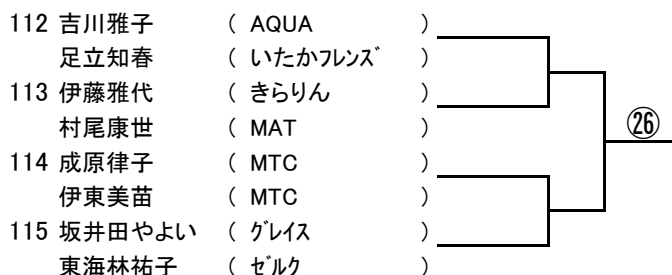 112 吉川雅子 ( AQUA )
足立知春 ( いたかフレンズ )
113 伊藤雅代 ( きらりん )
村尾康世 ( MAT )
㉖
114 成原律子 ( MTC )
伊東美苗 ( MTC )
115 坂井田やよい ( グレイス )
東海林祐子 ( ゼルク )